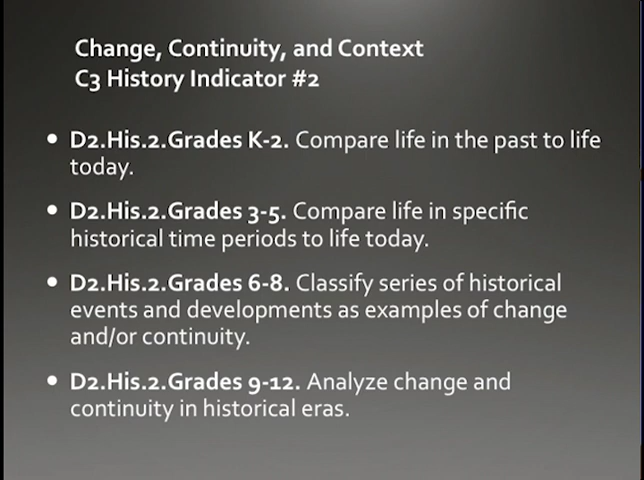 Change, Continuity, and Context
C3 History Indicator #2
• D2.His.2.Grades K-2. Compare life in the past to life
today.
• D2.His.2.Grades 3-5. Compare life in specific
historical time periods to life today.
• D2.His.2.Grades 6-8. Classify series of historical
events and developments as examples of change
and/or continuity.
• D2.His.2.Grades 9-12. Analyze change and
continuity in historical eras.